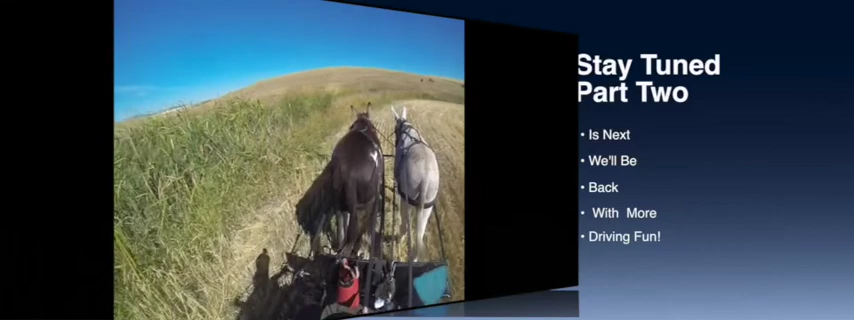 Stay Tuned
Part Two
• Is Next
• We'll Be
• Back
• With More
• Driving Fun!